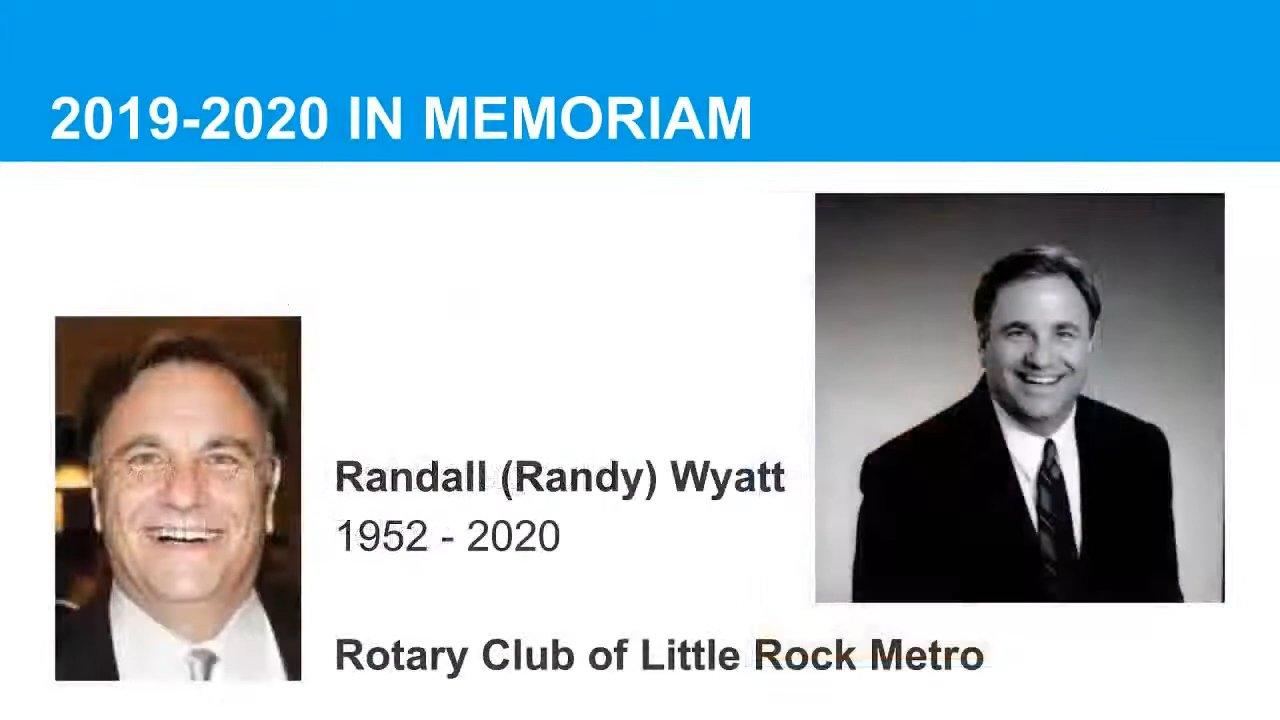 2019-2020 IN MEMORIAM
Randall (Randy) Wyatt
1952 - 2020
Rotary Club of Little Rock Metro